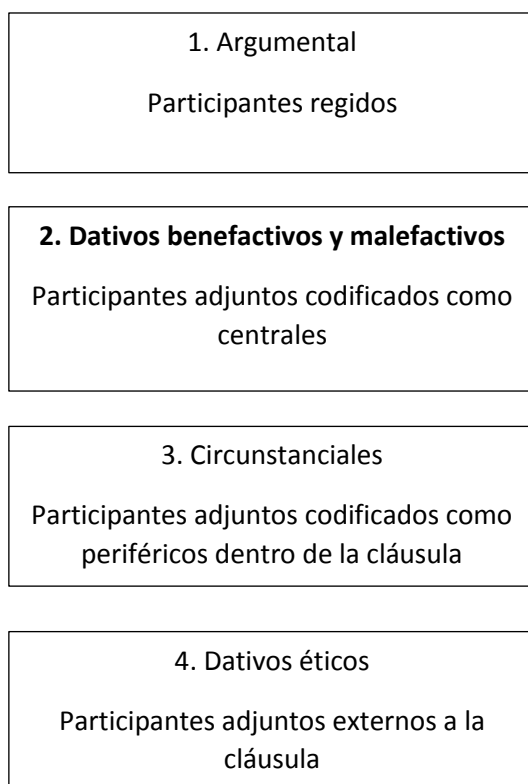 1. Argumental
Participantes regidos
2. Dativos benefactivos y malefactivos
Participantes adjuntos codificados como
centrales
3. Circunstanciales
Participantes adjuntos codificados como
periféricos dentro de la cláusula
4. Dativos éticos
Participantes adjuntos externos a la
cláusula